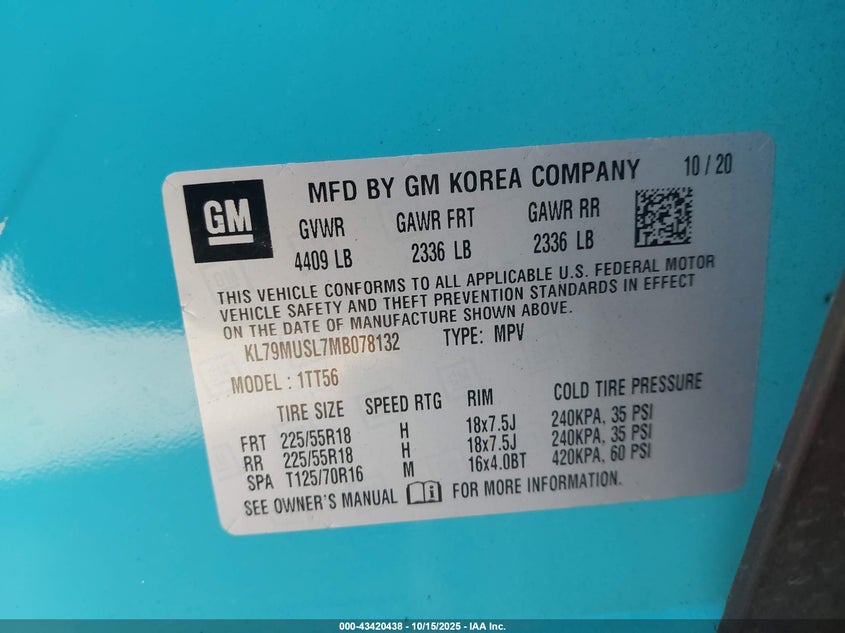 GM
MFD BY GM KOREA COMPANY 10 / 20
GVWR GAWR FRT GAWR RR
4409 LB 2336 LB 2336 LB
THIS VEHICLE CONFORMS TO ALL APPLICABLE U.S. FEDERAL MOTOR
VEHICLE SAFETY AND THEFT PREVENTION STANDARDS IN EFFECT
ON THE DATE OF MANUFACTURE SHOWN ABOVE.
KL79MUSL7MB078132 TYPE: MPV
MODEL : 1TT56
TIRE SIZE SPEED RTG RIM COLD TIRE PRESSURE
FRT 225/55R18 H 18x7.5J 240KPA, 35 PSI
RR 225/55R18 H 18x7.5J 240KPA, 35 PSI
SPA T125/70R16 M 16x4.0BT 420KPA, 60 PSI
SEE OWNER'S MANUAL FOR MORE INFORMATION.
000-43420438 - 10/15/2025 - IAA Inc.